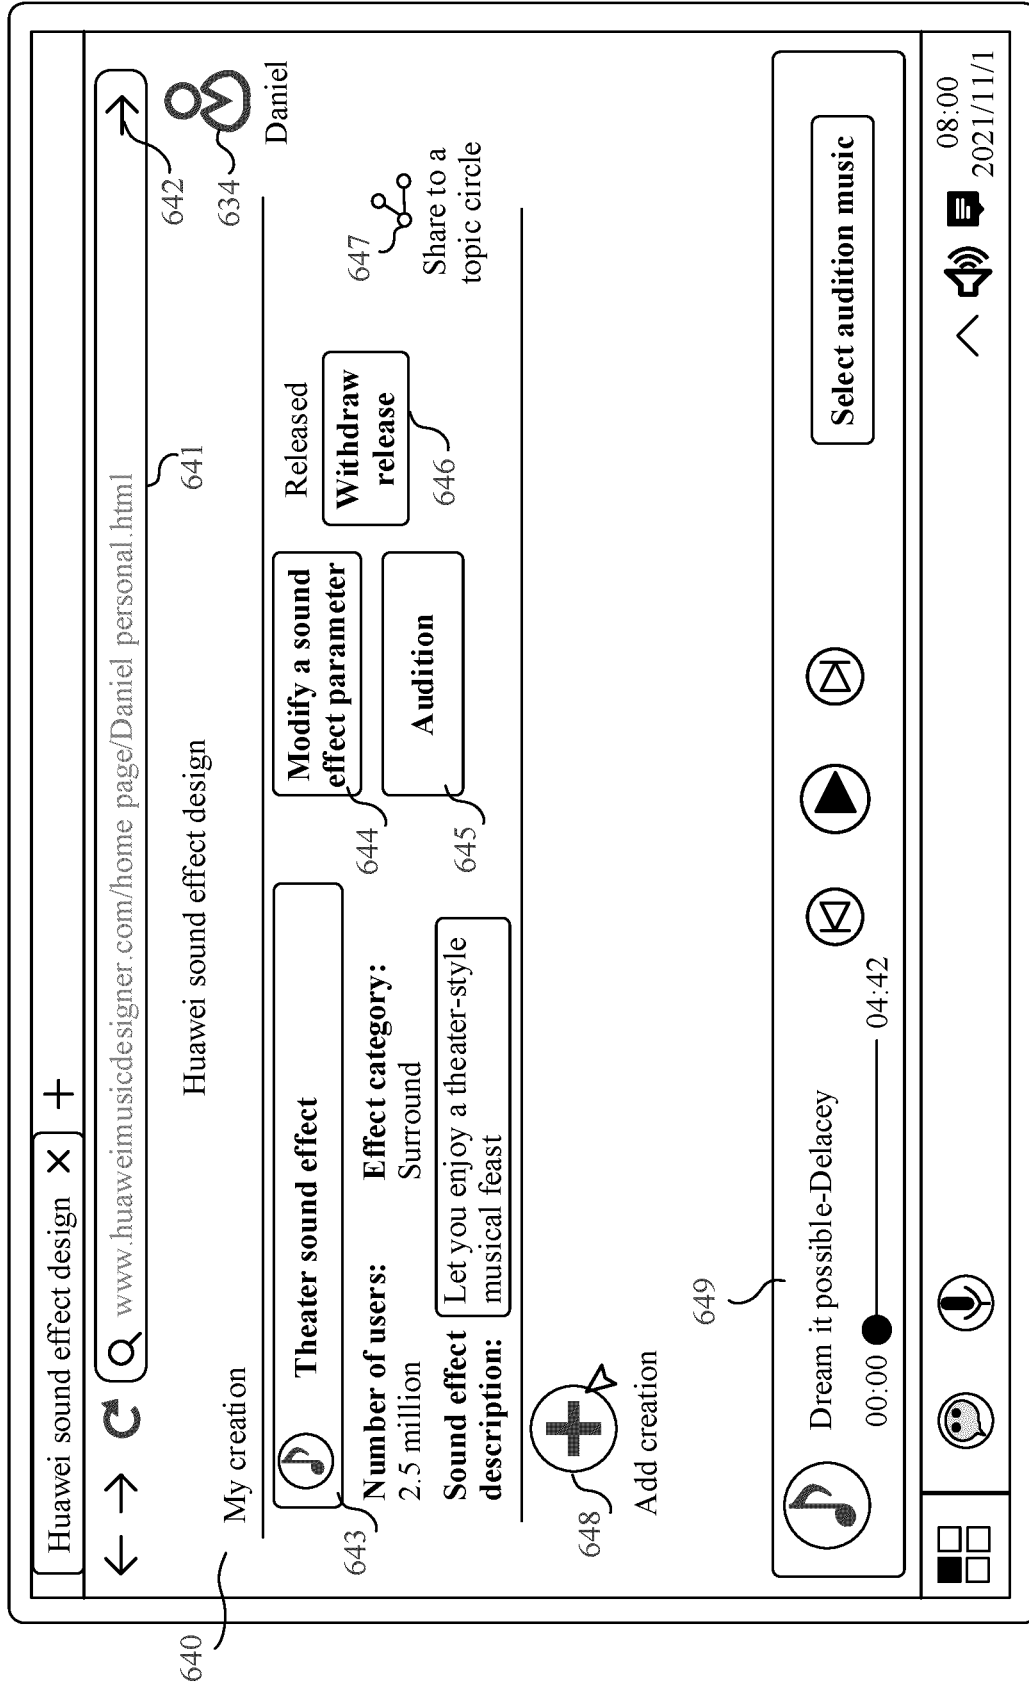 Huawei sound effect design
www.huaweimusicdesigner.com/home page/Daniel personal.html
641
642
Huawei sound effect design
634
Daniel
640
My creation
643
Theater sound effect
Number of users:
2.5 million
Effect category:
Surround
Sound effect
description:
Let you enjoy a theater-style
musical feast
644
Modify a sound
effect parameter
645
Audition
Released
Withdraw
release
646
647
Share to a
topic circle
648
Add creation
649
Dream it possible-Delacey
00:00
04:42
Select audition music
08:00
2021/11/1